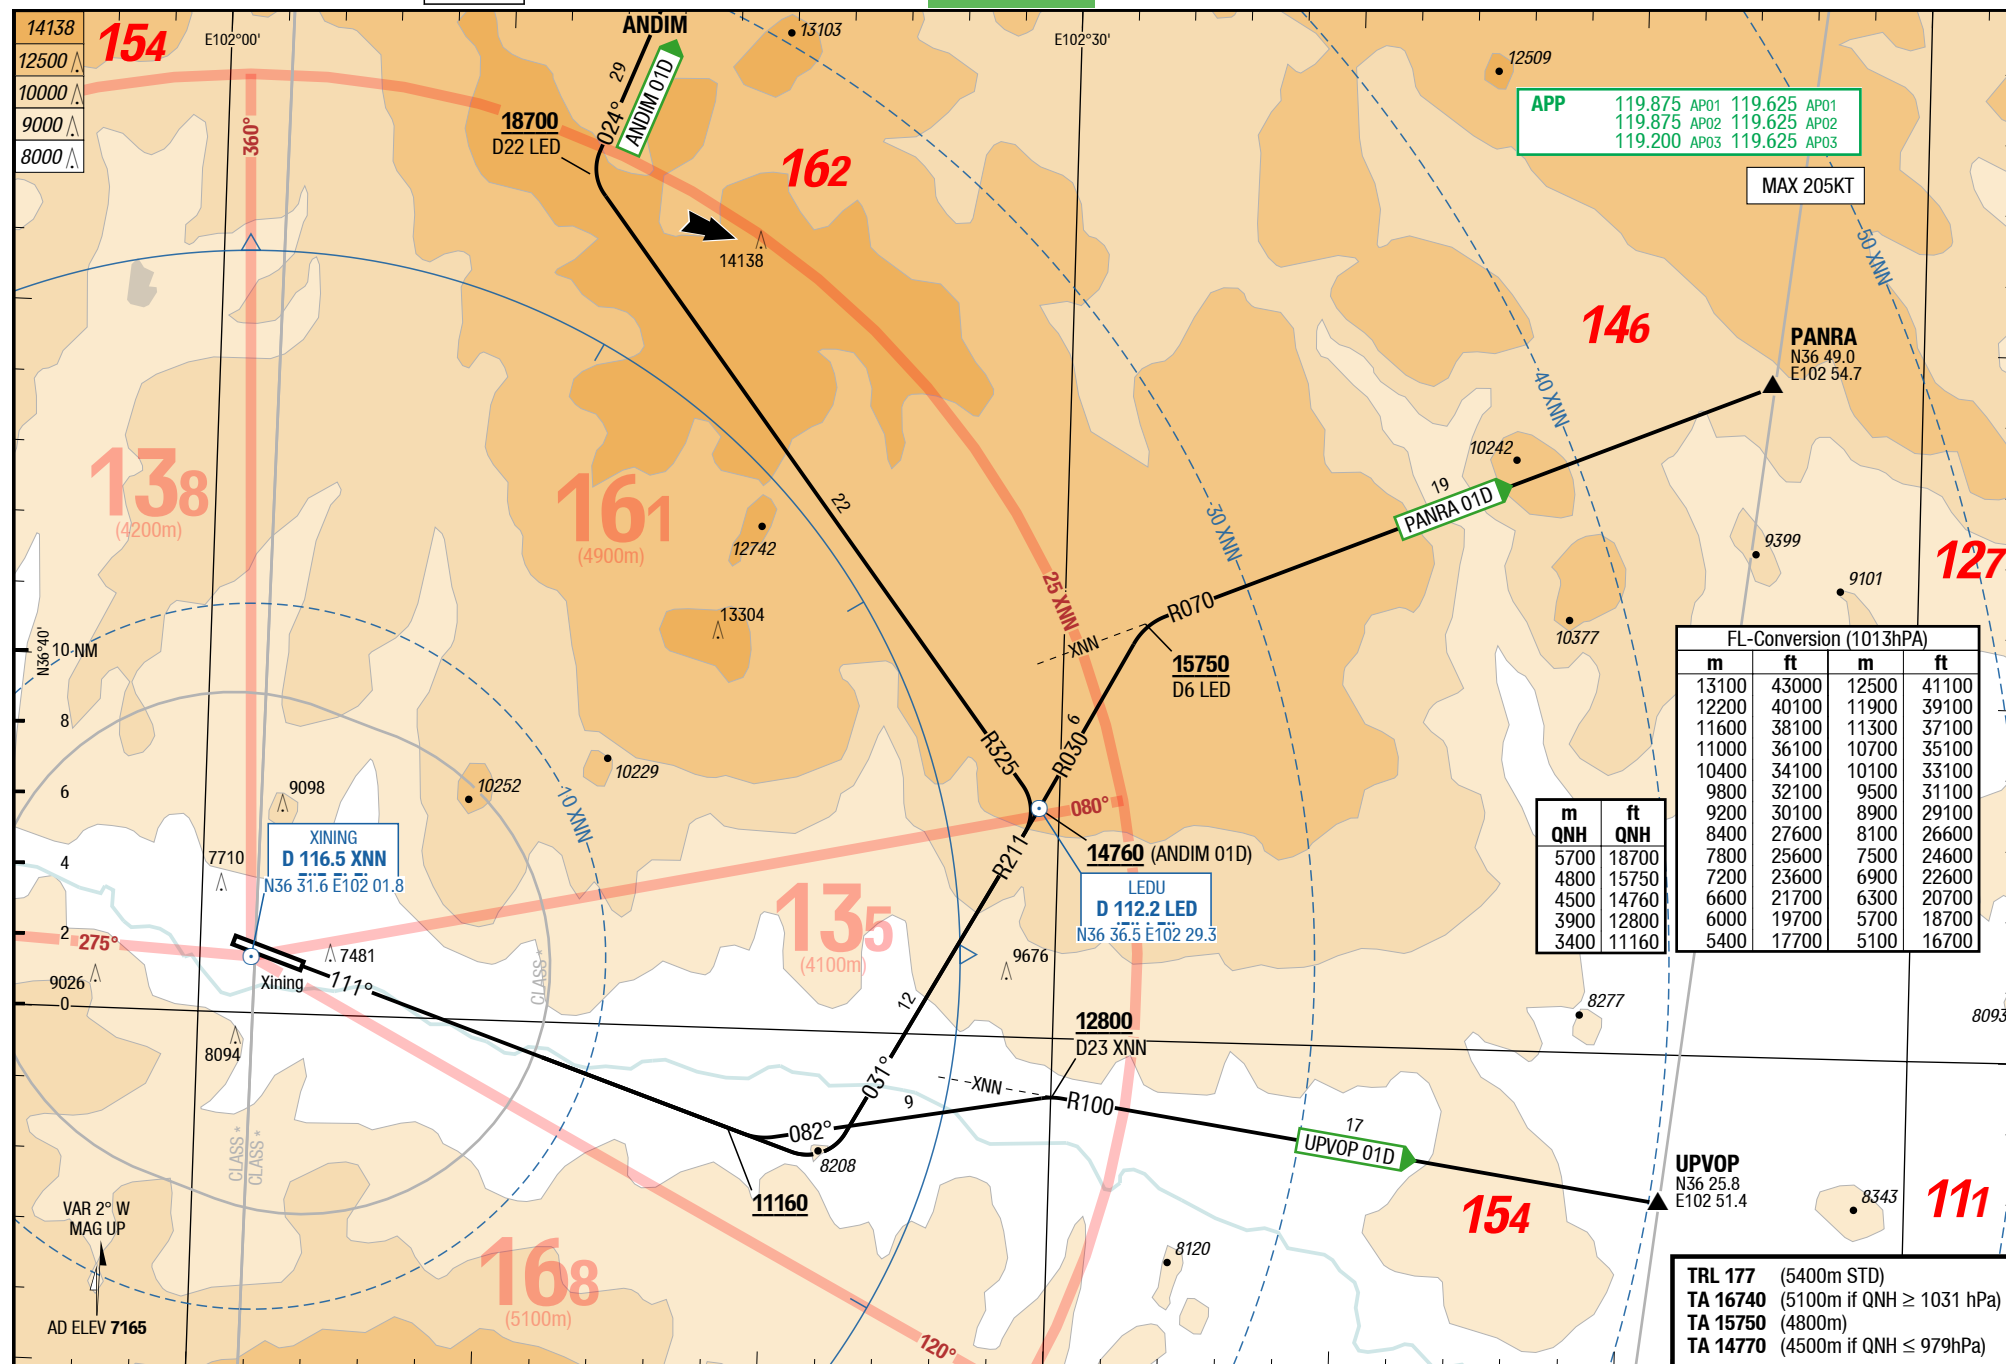 14138
12500
10000
9000
8000
154
E102°00'
ANDIM
29
024°
ANDIM 01D
13103
E102°30'
12509
18700
D22 LED
360°
162
APP 119.875 AP01 119.625 AP01
119.875 AP02 119.625 AP02
119.200 AP03 119.625 AP03
MAX 205KT
14138
50 XNN
146
PANRA
N36 49.0
E102 54.7
40 XNN
138
(4200m)
161
(4900m)
22
12742
30 XNN
10242
19
PANRA 01D
9399
127
9101
25 XNN
R070
13304
10377
XNN
N36°40'
10 NM
8
6
4
2
0
15750
D6 LED
6
R030
R325
FL-Conversion (1013hPA)
m ft m ft
13100 43000 12500 41100
12200 40100 11900 39100
11600 38100 11300 37100
11000 36100 10700 35100
10400 34100 10100 33100
9800 32100 9500 31100
9200 30100 8900 29100
8400 27600 8100 26600
7800 25600 7500 24600
7200 23600 6900 22600
6600 21700 6300 20700
6000 19700 5700 18700
5400 17700 5100 16700
m ft
QNH QNH
5700 18700
4800 15750
4500 14760
3900 12800
3400 11160
10229
10252
9098
10 XNN
080°
XINING
D 116.5 XNN
N36 31.6 E102 01.8
7710
R211
14760 (ANDIM 01D)
LEDU
D 112.2 LED
N36 36.5 E102 29.3
135
(4100m)
275°
7481
9676
9026
Xining
111°
CLASS *
12
8277
8093
12800
D23 XNN
8094
031°
XNN
R100
9
082°
CLASS *
CLASS *
17
UPVOP 01D
8208
UPVOP
N36 25.8
E102 51.4
11160
154
8343
111
VAR 2° W
MAG UP
168
(5100m)
8120
AD ELEV 7165
120°
TRL 177 (5400m STD)
TA 16740 (5100m if QNH ≥ 1031 hPa)
TA 15750 (4800m)
TA 14770 (4500m if QNH ≤ 979hPa)